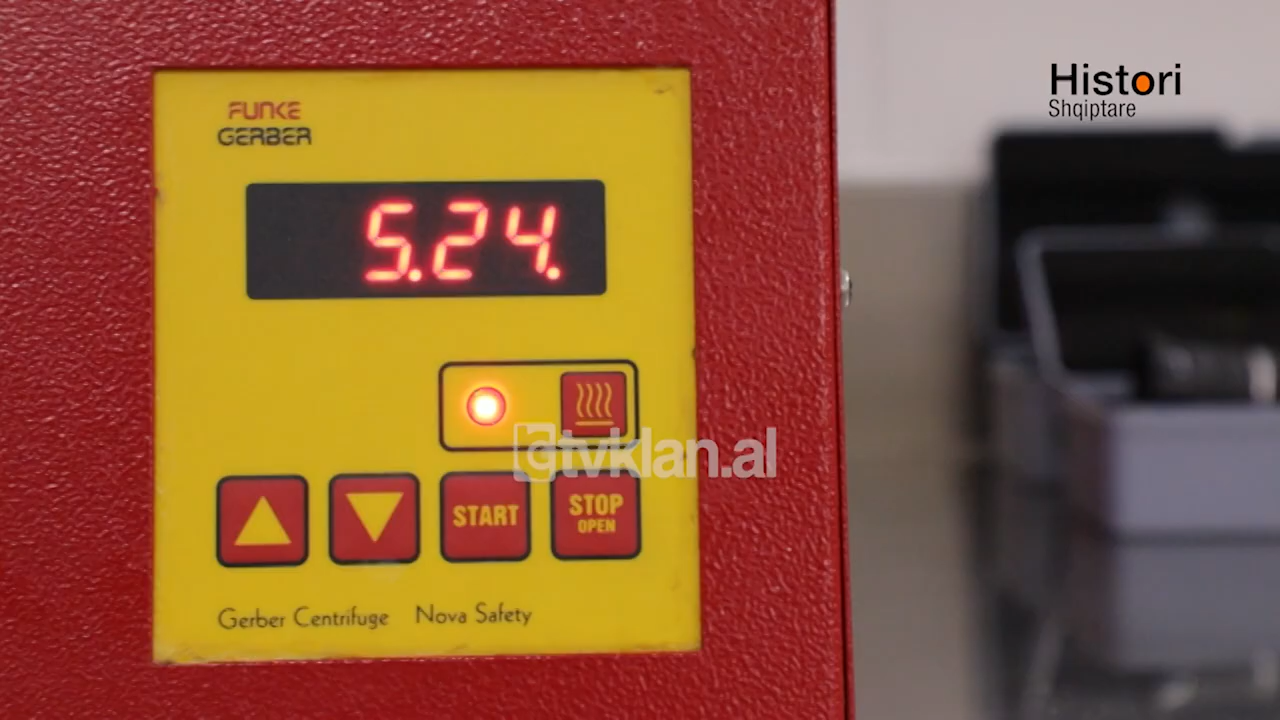 Histori
Shqiptare
FUNKE
GERBER
5.24.
tvklan.al
START
STOP
OPEN
Gerber Centrifuge Nova Safety